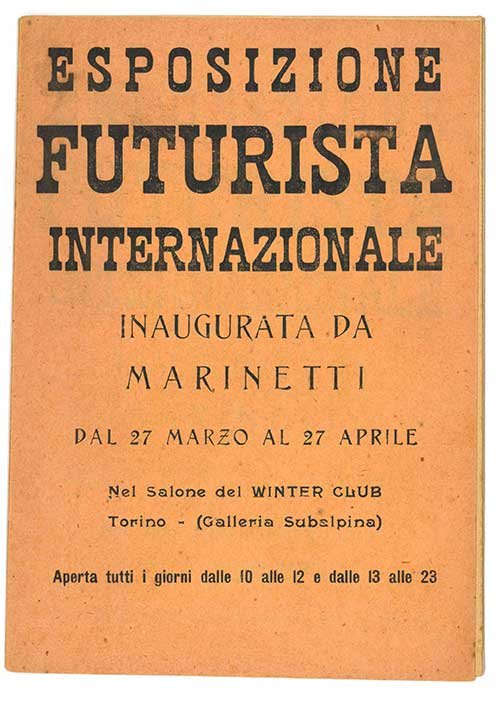 ESPOSIZIONE
FUTURISTA
INTERNAZIONALE
INAUGURATA DA
MARINETTI
DAL 27 MARZO AL 27 APRILE
Nel Salone del WINTER CLUB
Torino - (Galleria Subalpina)
Aperta tutti i giorni dalle 10 alle 12 e dalle 13 alle 23